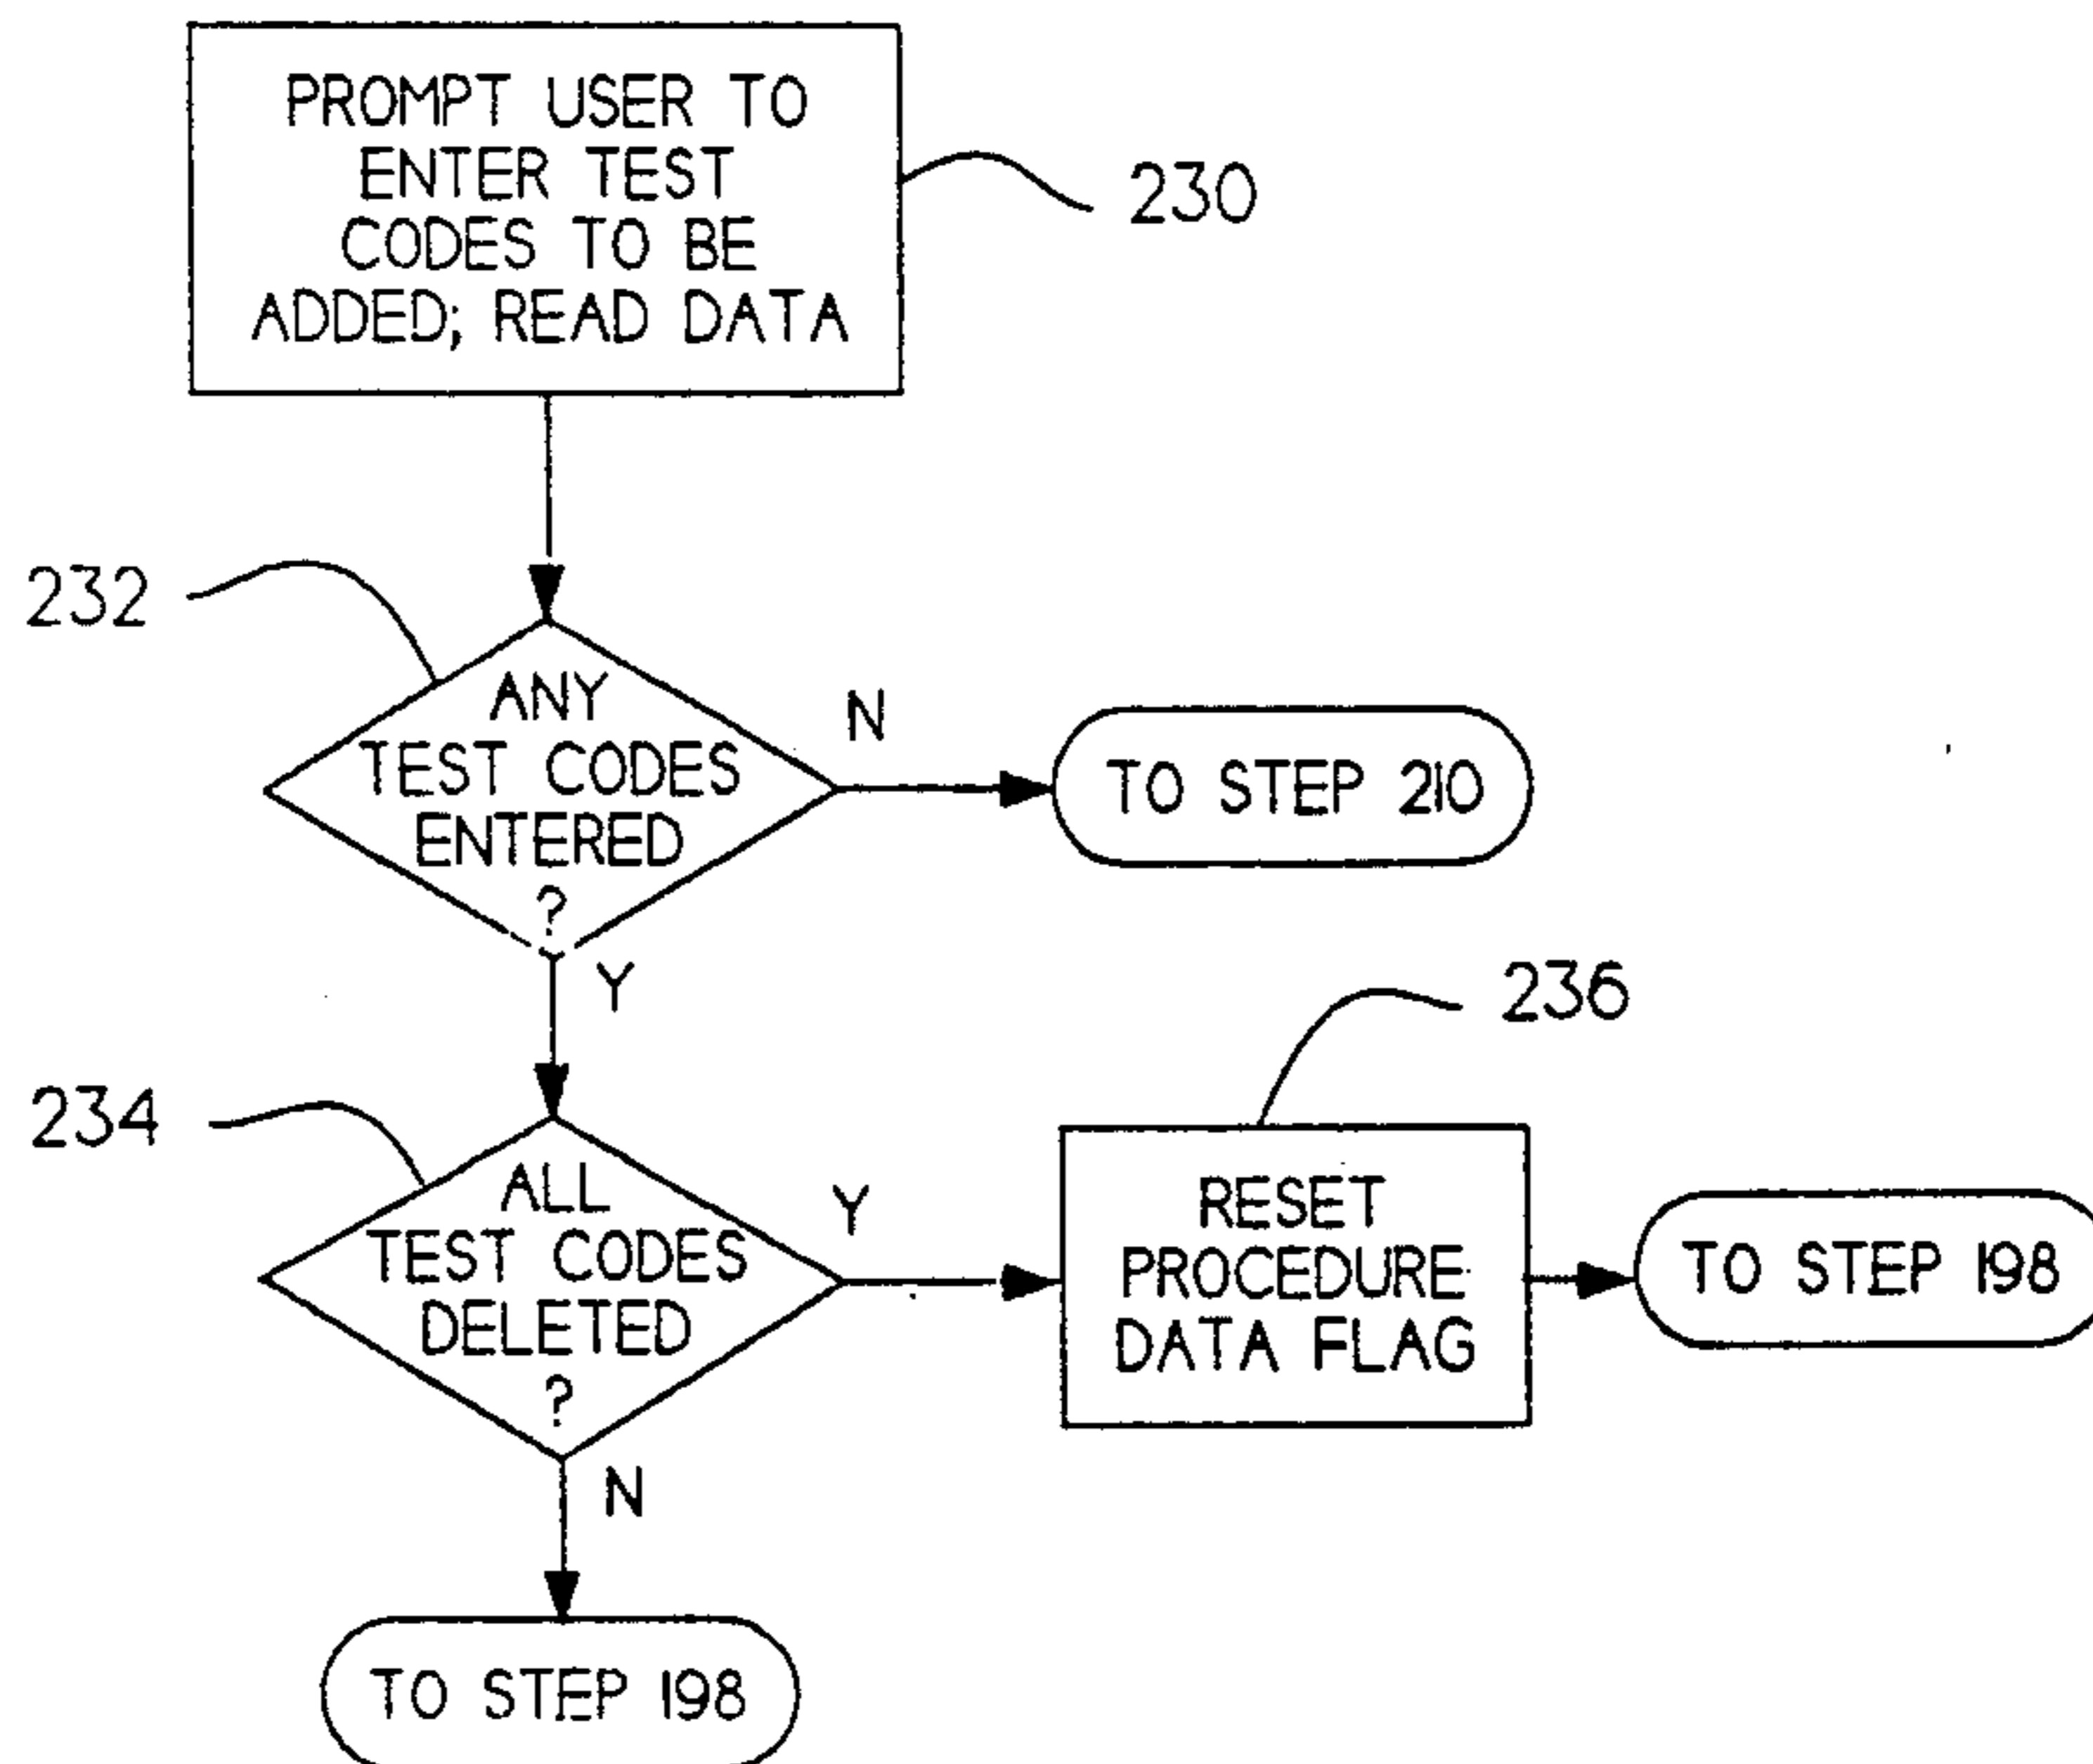 PROMPT USER TO
ENTER TEST
CODES TO BE
ADDED; READ DATA
230
232
ANY
TEST CODES
ENTERED
?
N
TO STEP 210
Y
236
234
ALL
TEST CODES
DELETED
?
Y
RESET
PROCEDURE
DATA FLAG
TO STEP 198
N
TO STEP 198